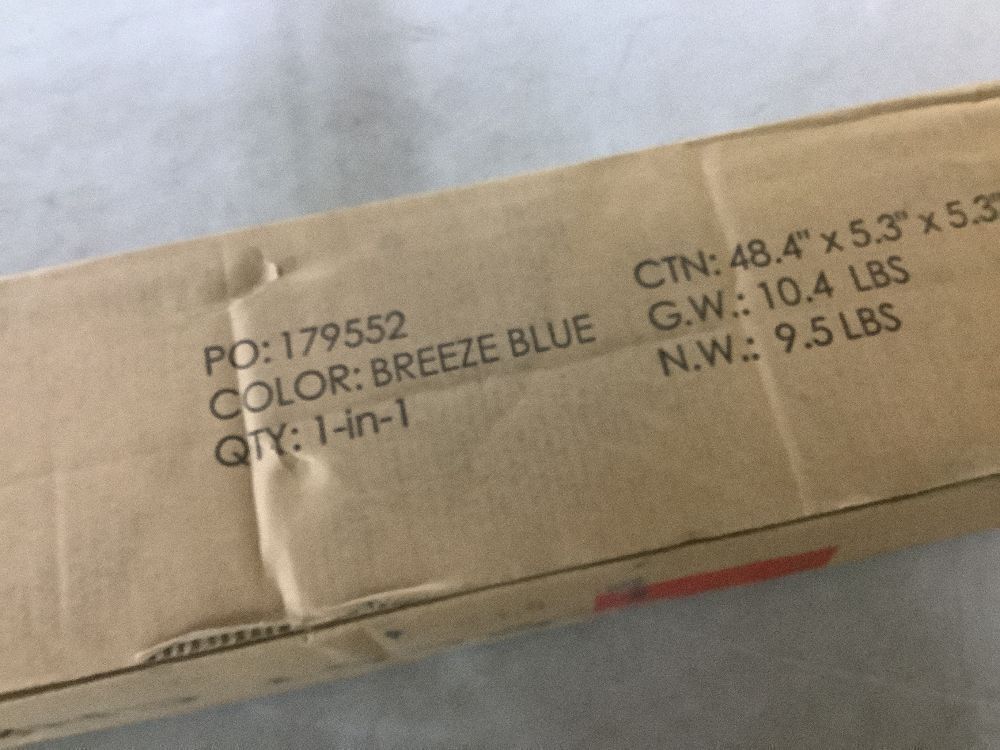 PO: 179552
COLOR: BREEZE BLUE
QTY: 1-in-1
CTN: 48.4" x 5.3" x 5.3"
G.W.: 10.4 LBS
N.W.: 9.5 LBS